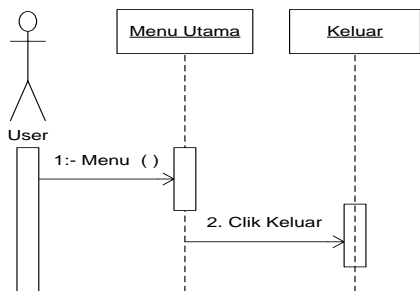 Menu Utama
Keluar
User
1:- Menu ( )
2. Clik Keluar